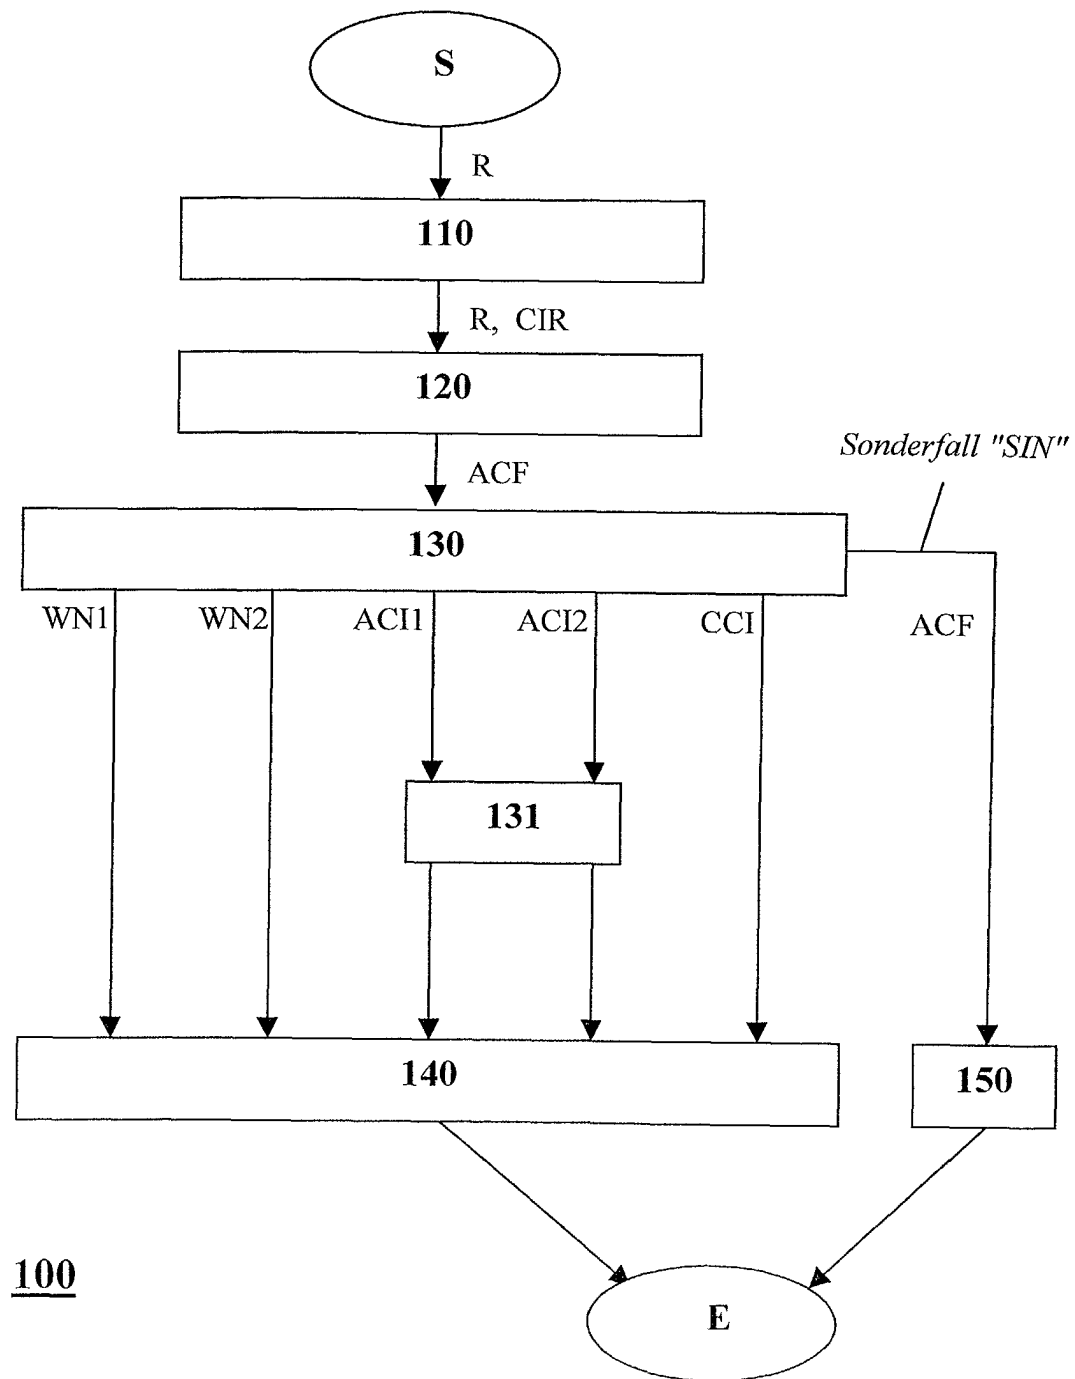 S
R
110
R, CIR
120
Sonderfall "SIN"
ACF
130
WN1 WN2 ACI1 ACI2 CCI ACF
131
140
150
100
E